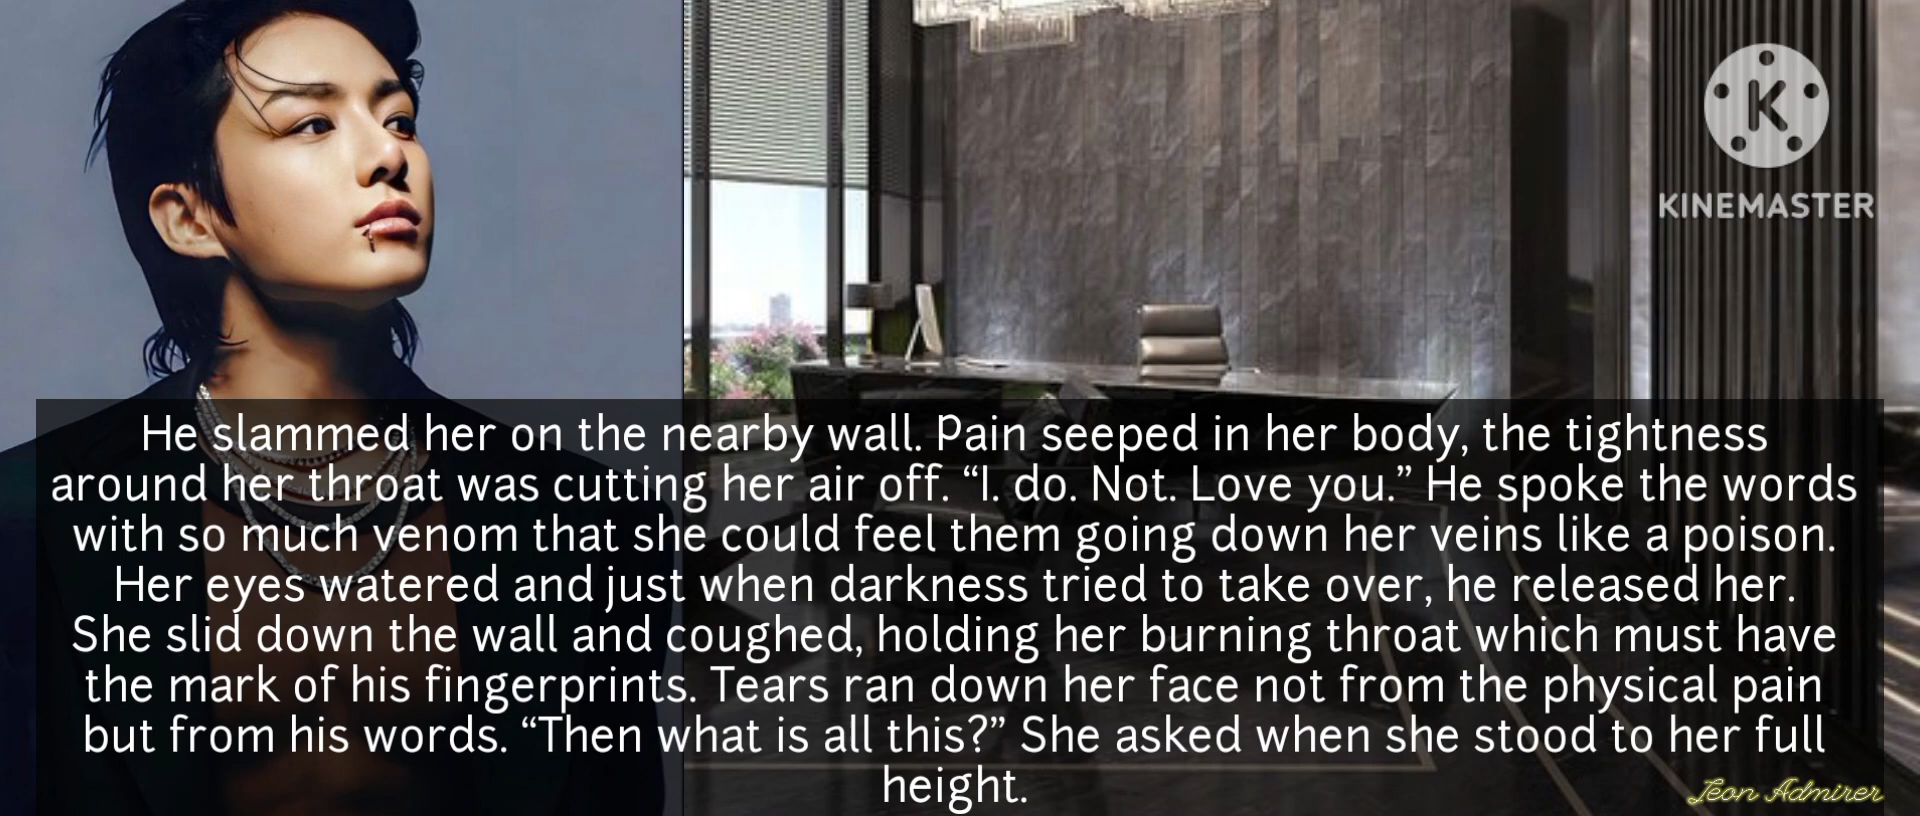 K
KINEMASTER
He slammed her on the nearby wall. Pain seeped in her body, the tightness
around her throat was cutting her air off. “I. do. Not. Love you.” He spoke the words
with so much venom that she could feel them going down her veins like a poison.
Her eyes watered and just when darkness tried to take over, he released her.
She slid down the wall and coughed, holding her burning throat which must have
the mark of his fingerprints. Tears ran down her face not from the physical pain
but from his words. “Then what is all this?” She asked when she stood to her full
height.
Jeon Admirer